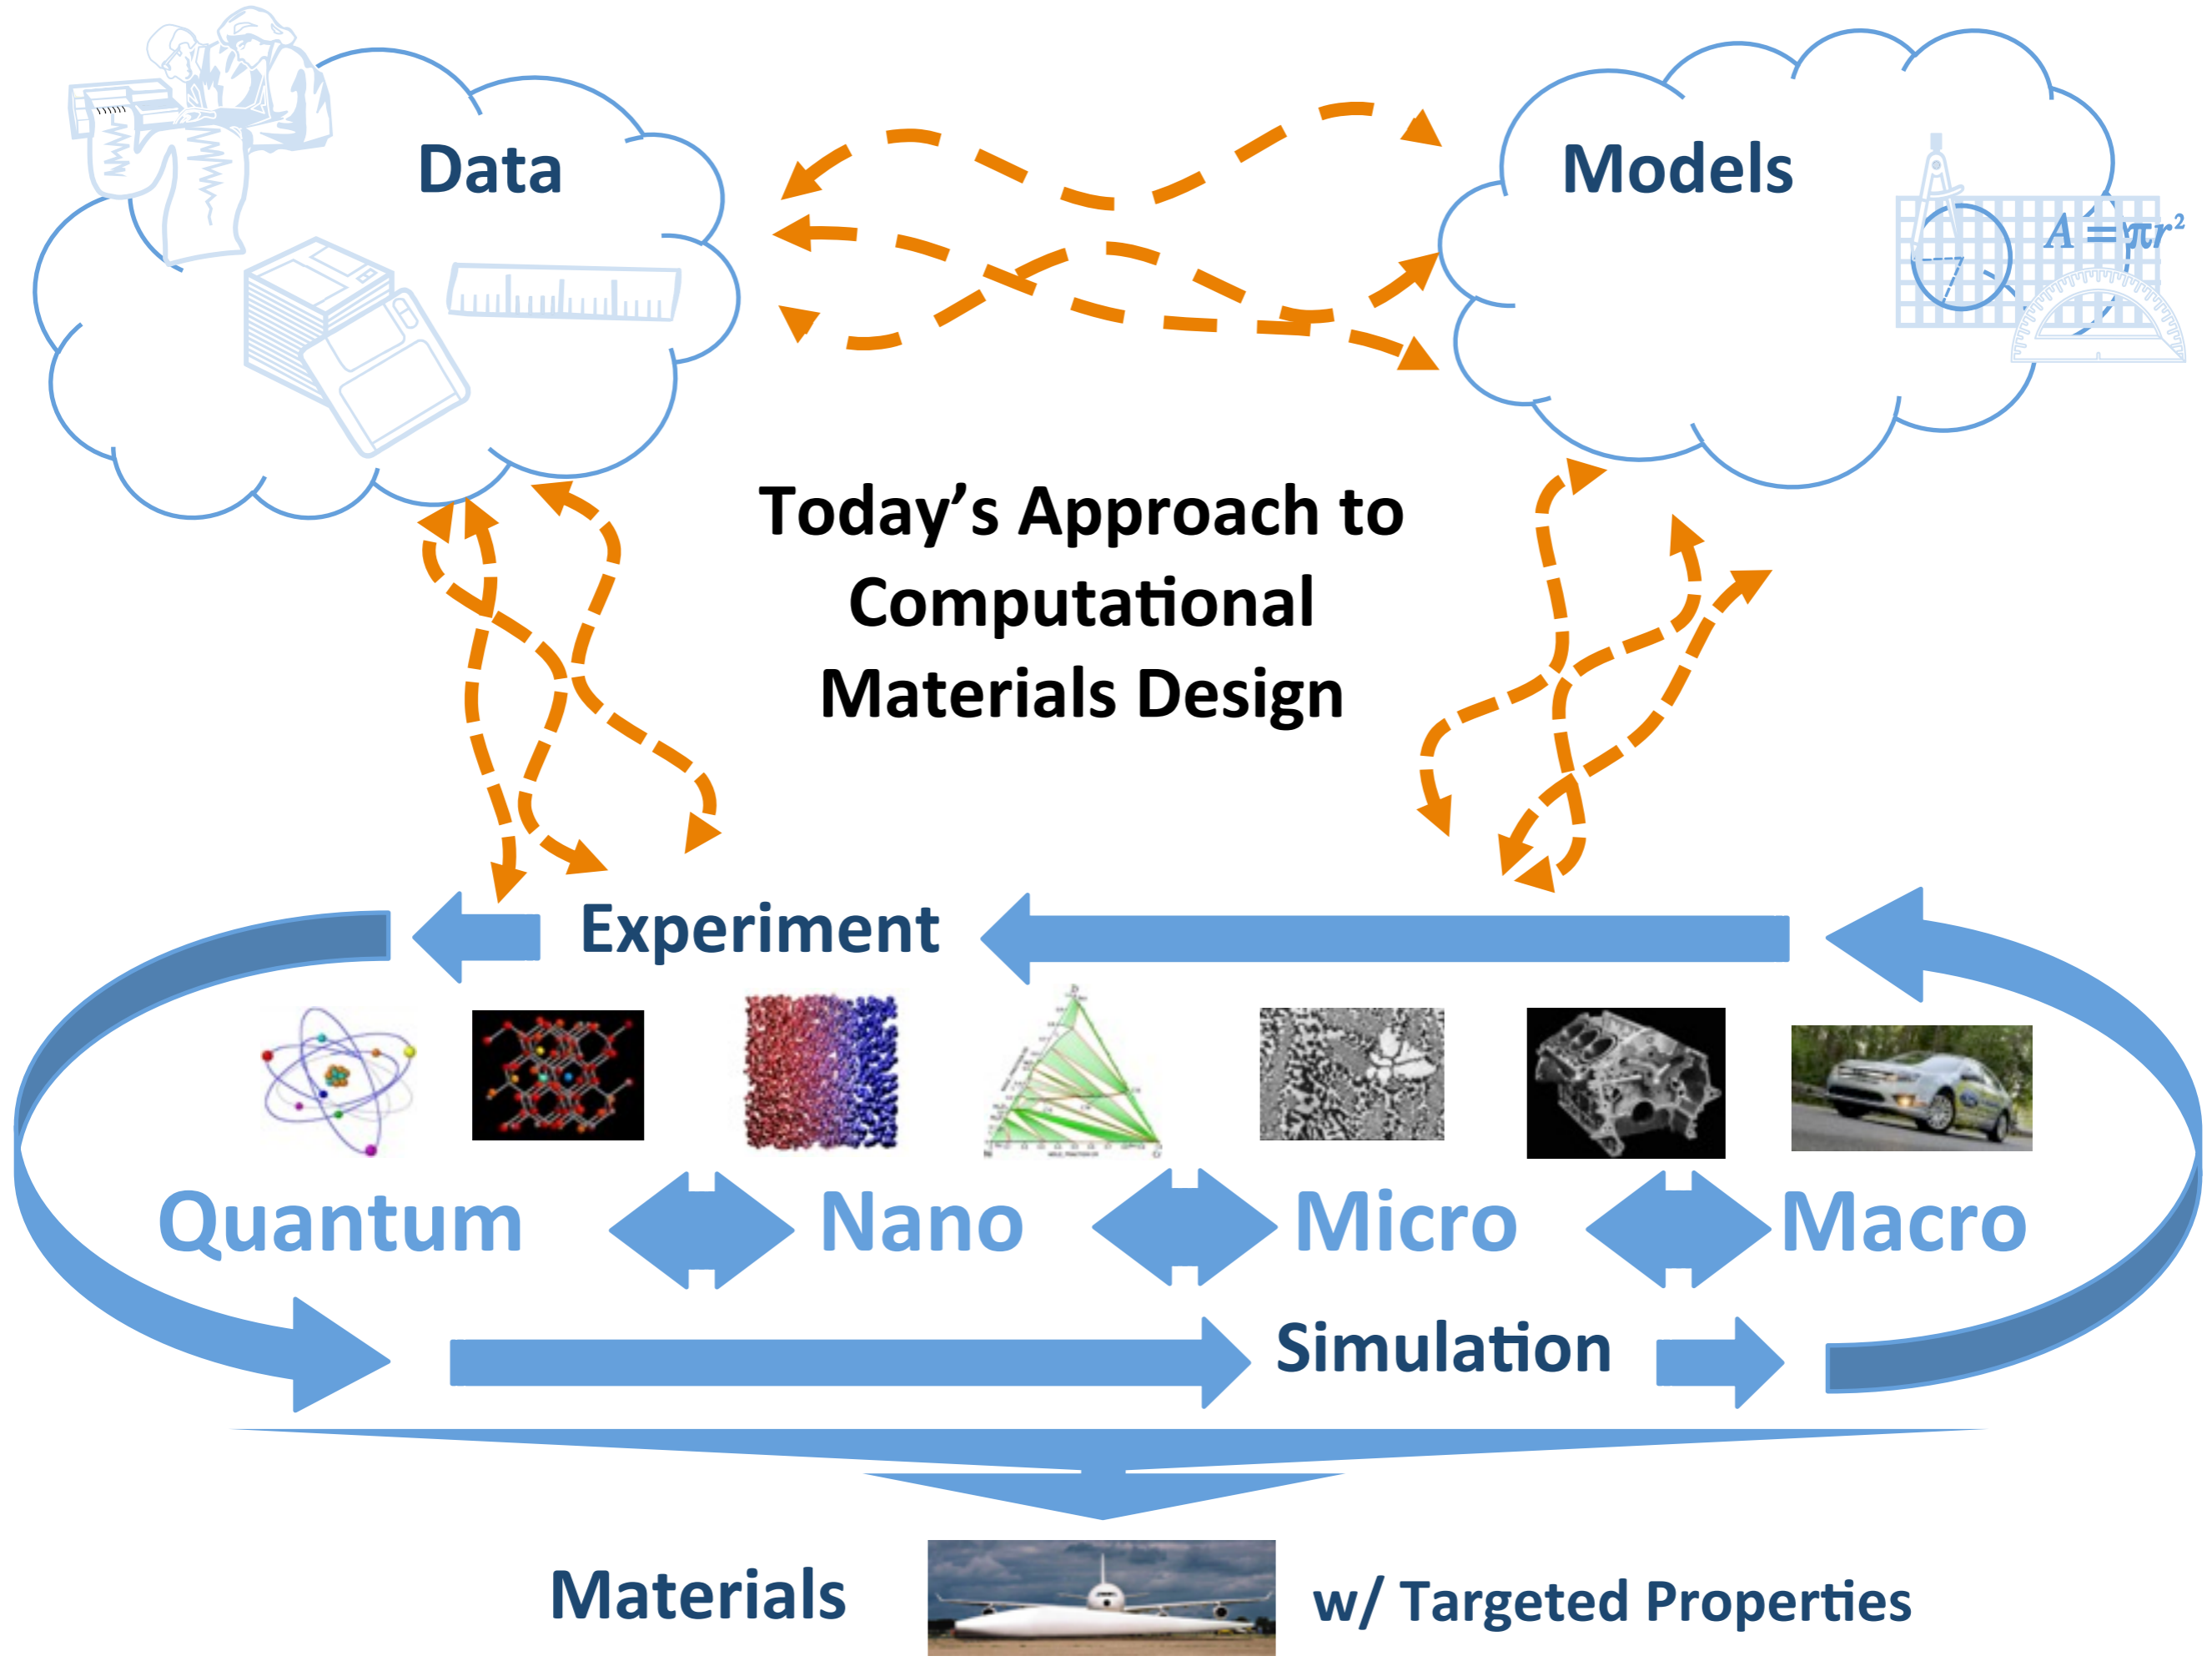 Data
Models
A = πr²
Today’s Approach to
Computational
Materials Design
Experiment
Quantum
Nano
Micro
Macro
Simulation
Materials
w/ Targeted Properties